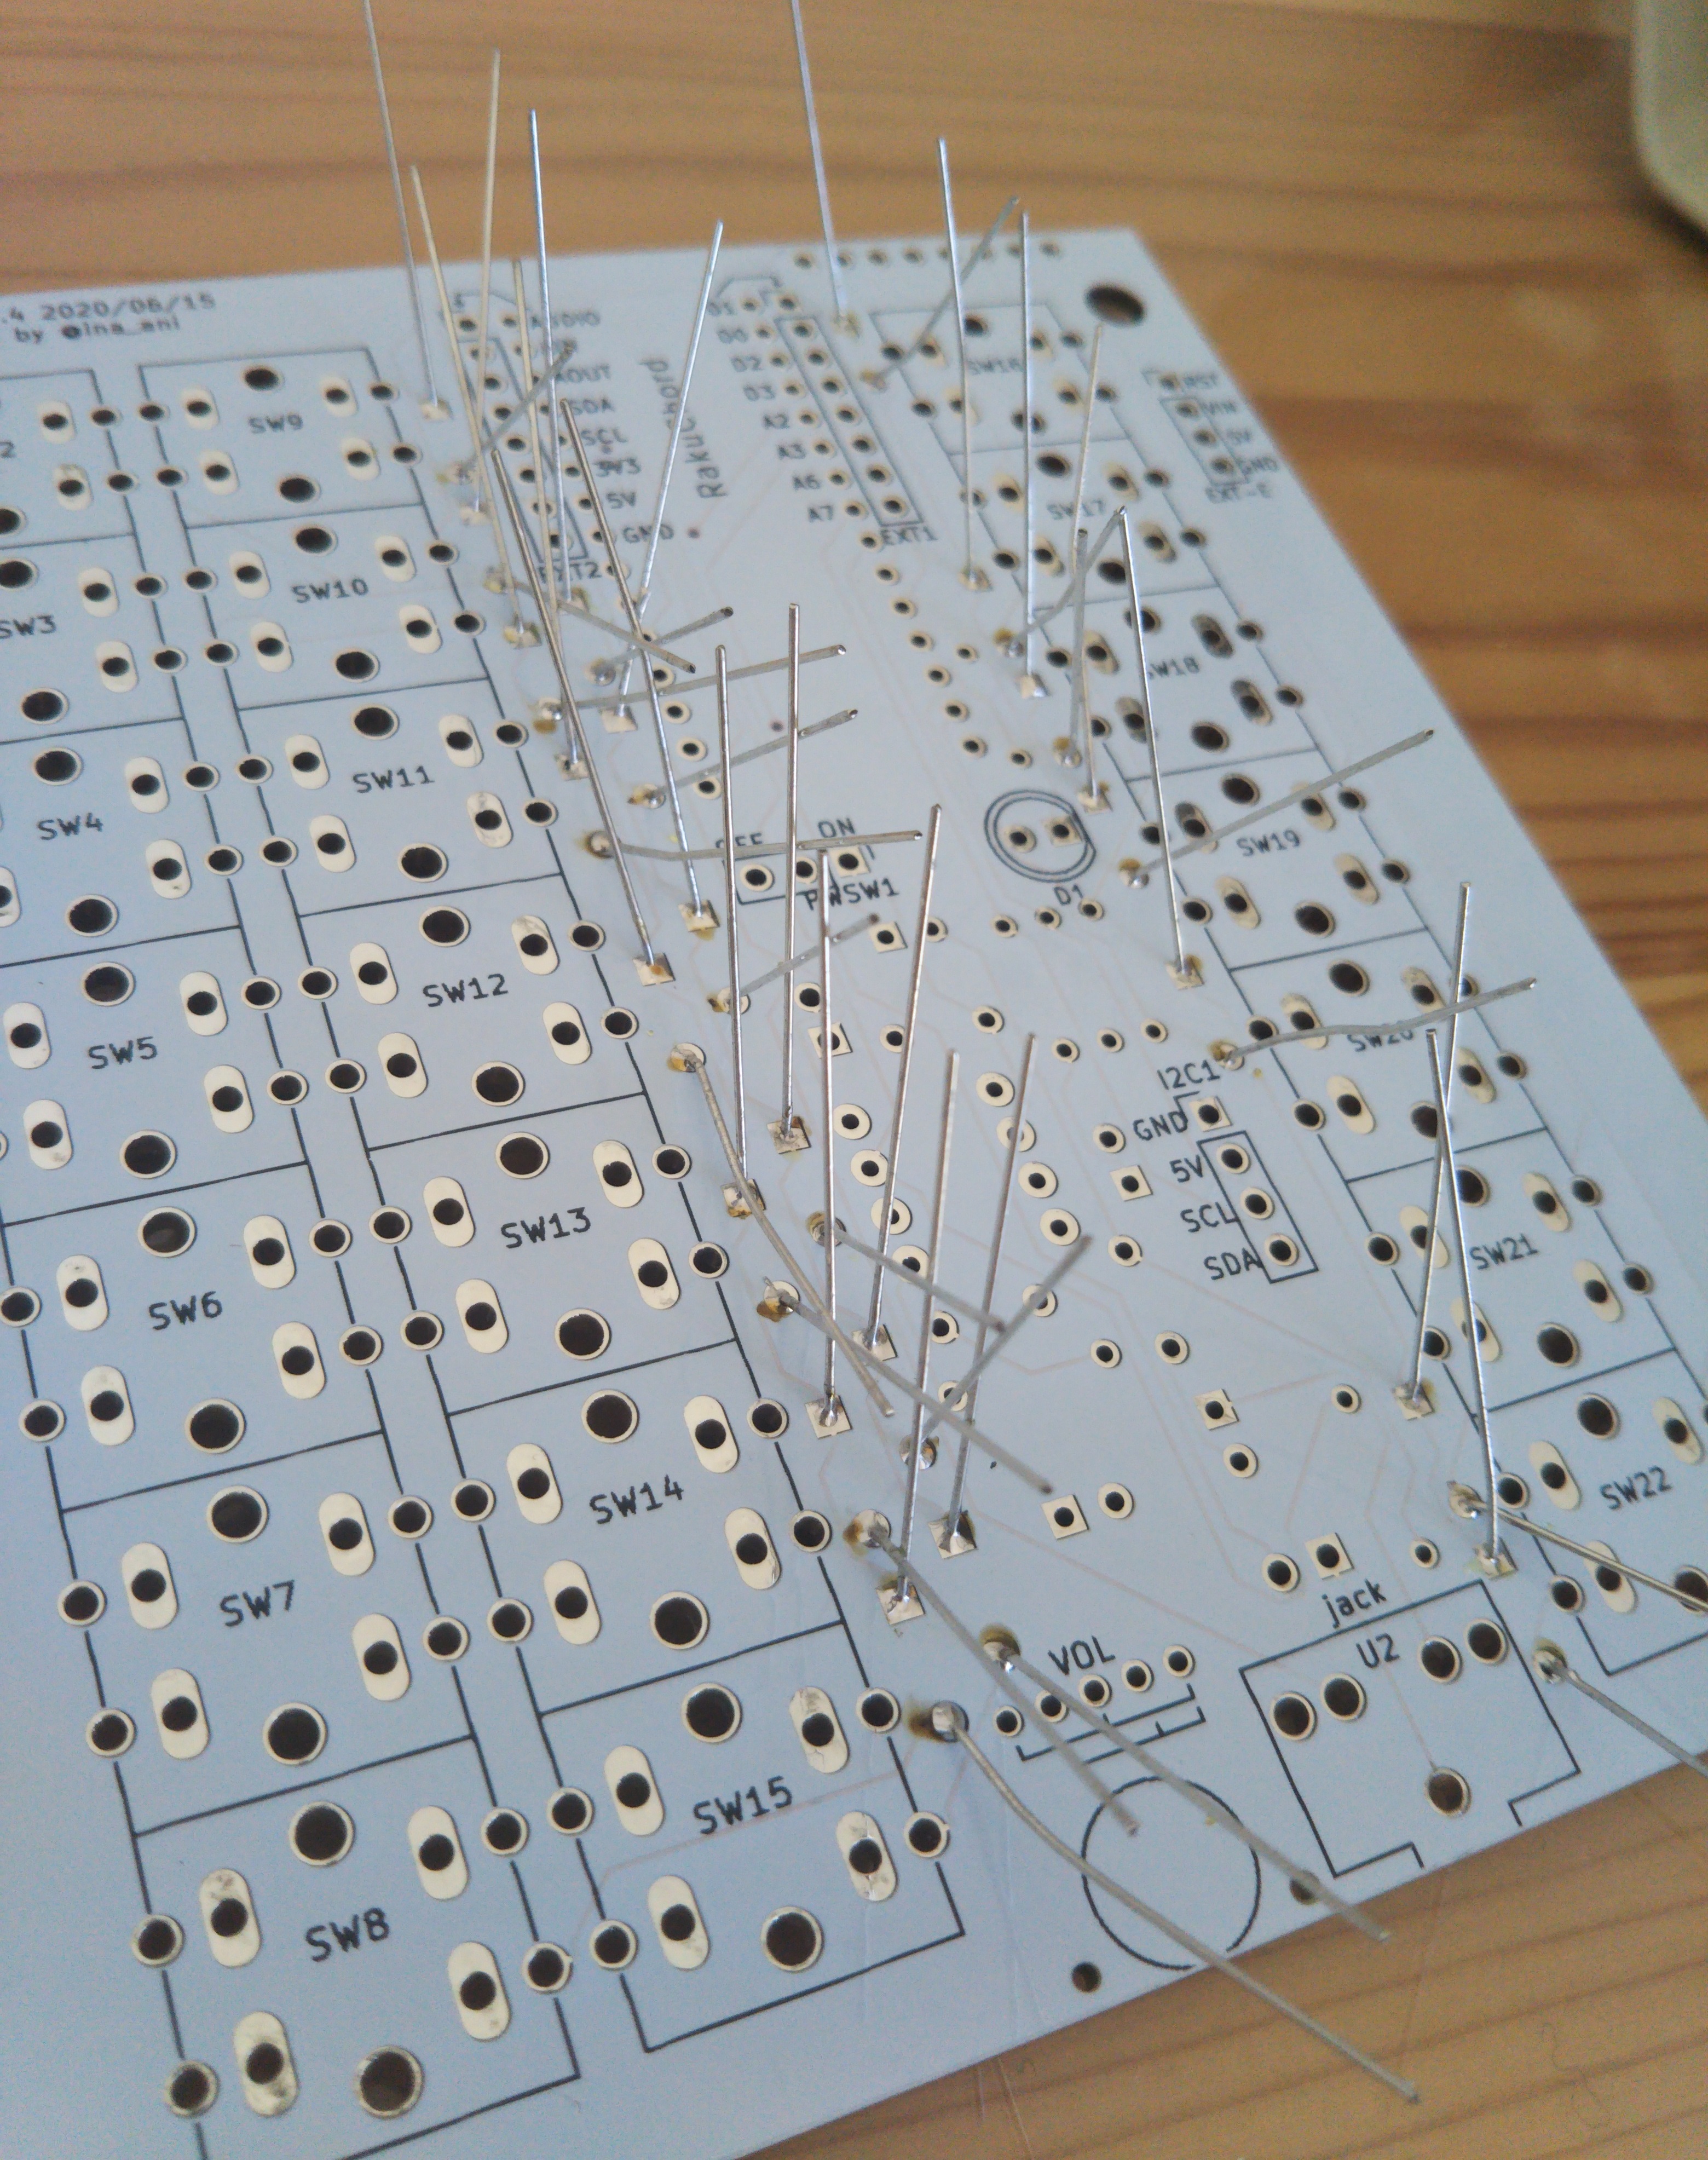 .4 2020/06/15
by @ina_ani
2
SW3
SW4
SW5
SW6
SW7
SW8
SW9
SW10
SW11
SW12
SW13
SW14
SW15
AUDIO
AOUT
SDA
SCL
3V3
5V
GND
Rakuchord
D1
D0
D2
D3
A2
A3
A6
A7
EXT1
SW16
SW17
SW18
SW19
SW20
SW21
SW22
RST
VIN
5V
GND
EXT-E
ON
PWSW1
D1
I2C1
GND
5V
SCL
SDA
VOL
jack
U2